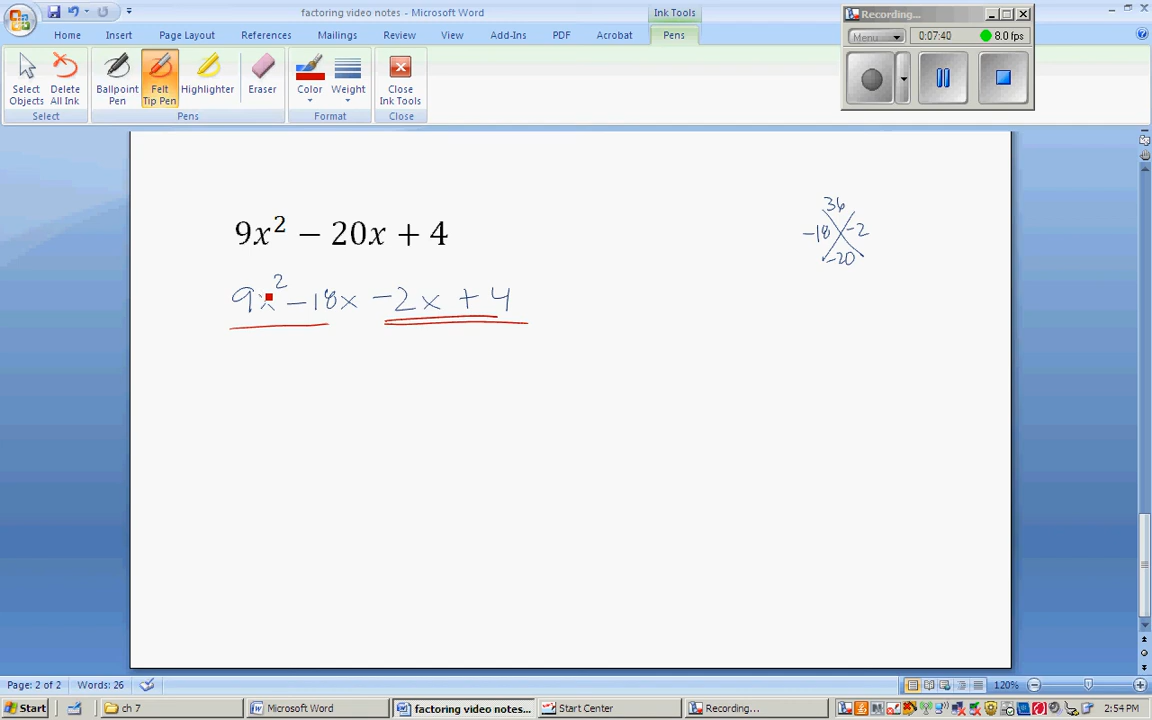 factoring video notes - Microsoft Word
Ink Tools
Recording...
Home Insert Page Layout References Mailings Review View Add-Ins PDF Acrobat Pens
Menu 0:07:40 8.0 fps
Select Objects
Delete All Ink
Ballpoint Pen
Felt Tip Pen
Highlighter
Eraser
Color
Weight
Close Ink Tools
Select Pens Format Close
36
9x² − 20x + 4
-18 -2
-20
9x² -18x -2x + 4
Page: 2 of 2 Words: 26 120%
Start ch 7 Microsoft Word factoring video notes... Start Center Recording... 2:54 PM